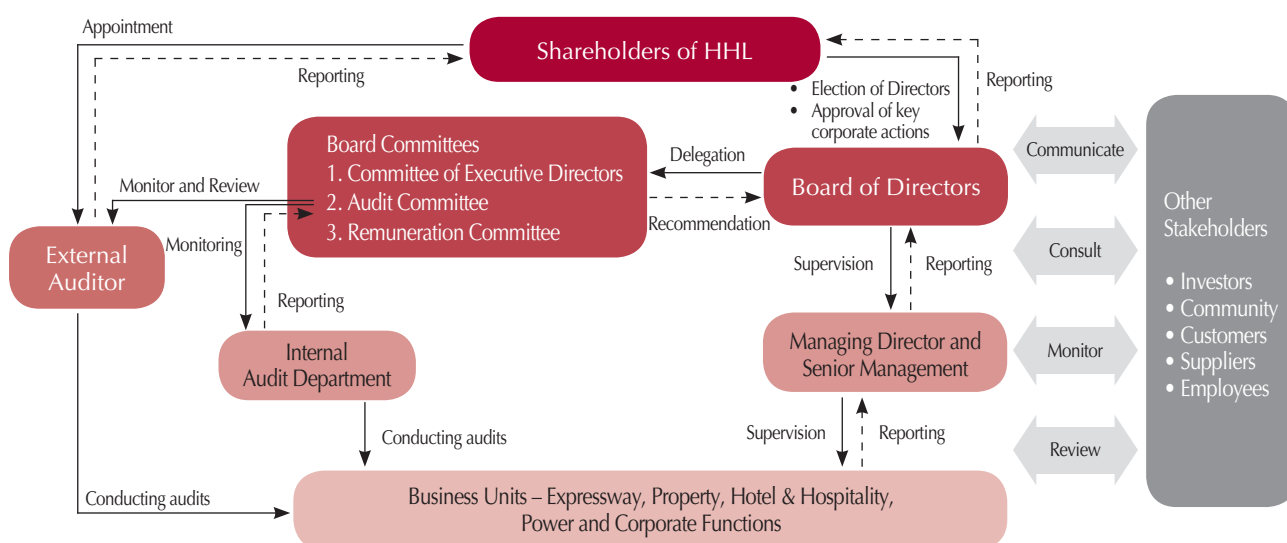 Appointment
Shareholders of HHL
Reporting
Reporting
• Election of Directors
• Approval of key
corporate actions
Board Committees
1. Committee of Executive Directors
2. Audit Committee
3. Remuneration Committee
Delegation
Recommendation
Board of Directors
Communicate
Monitor and Review
Monitoring
Reporting
External
Auditor
Supervision
Reporting
Consult
Other
Stakeholders
• Investors
• Community
• Customers
• Suppliers
• Employees
Internal
Audit Department
Managing Director and
Senior Management
Monitor
Conducting audits
Supervision
Reporting
Review
Conducting audits
Business Units – Expressway, Property, Hotel & Hospitality,
Power and Corporate Functions